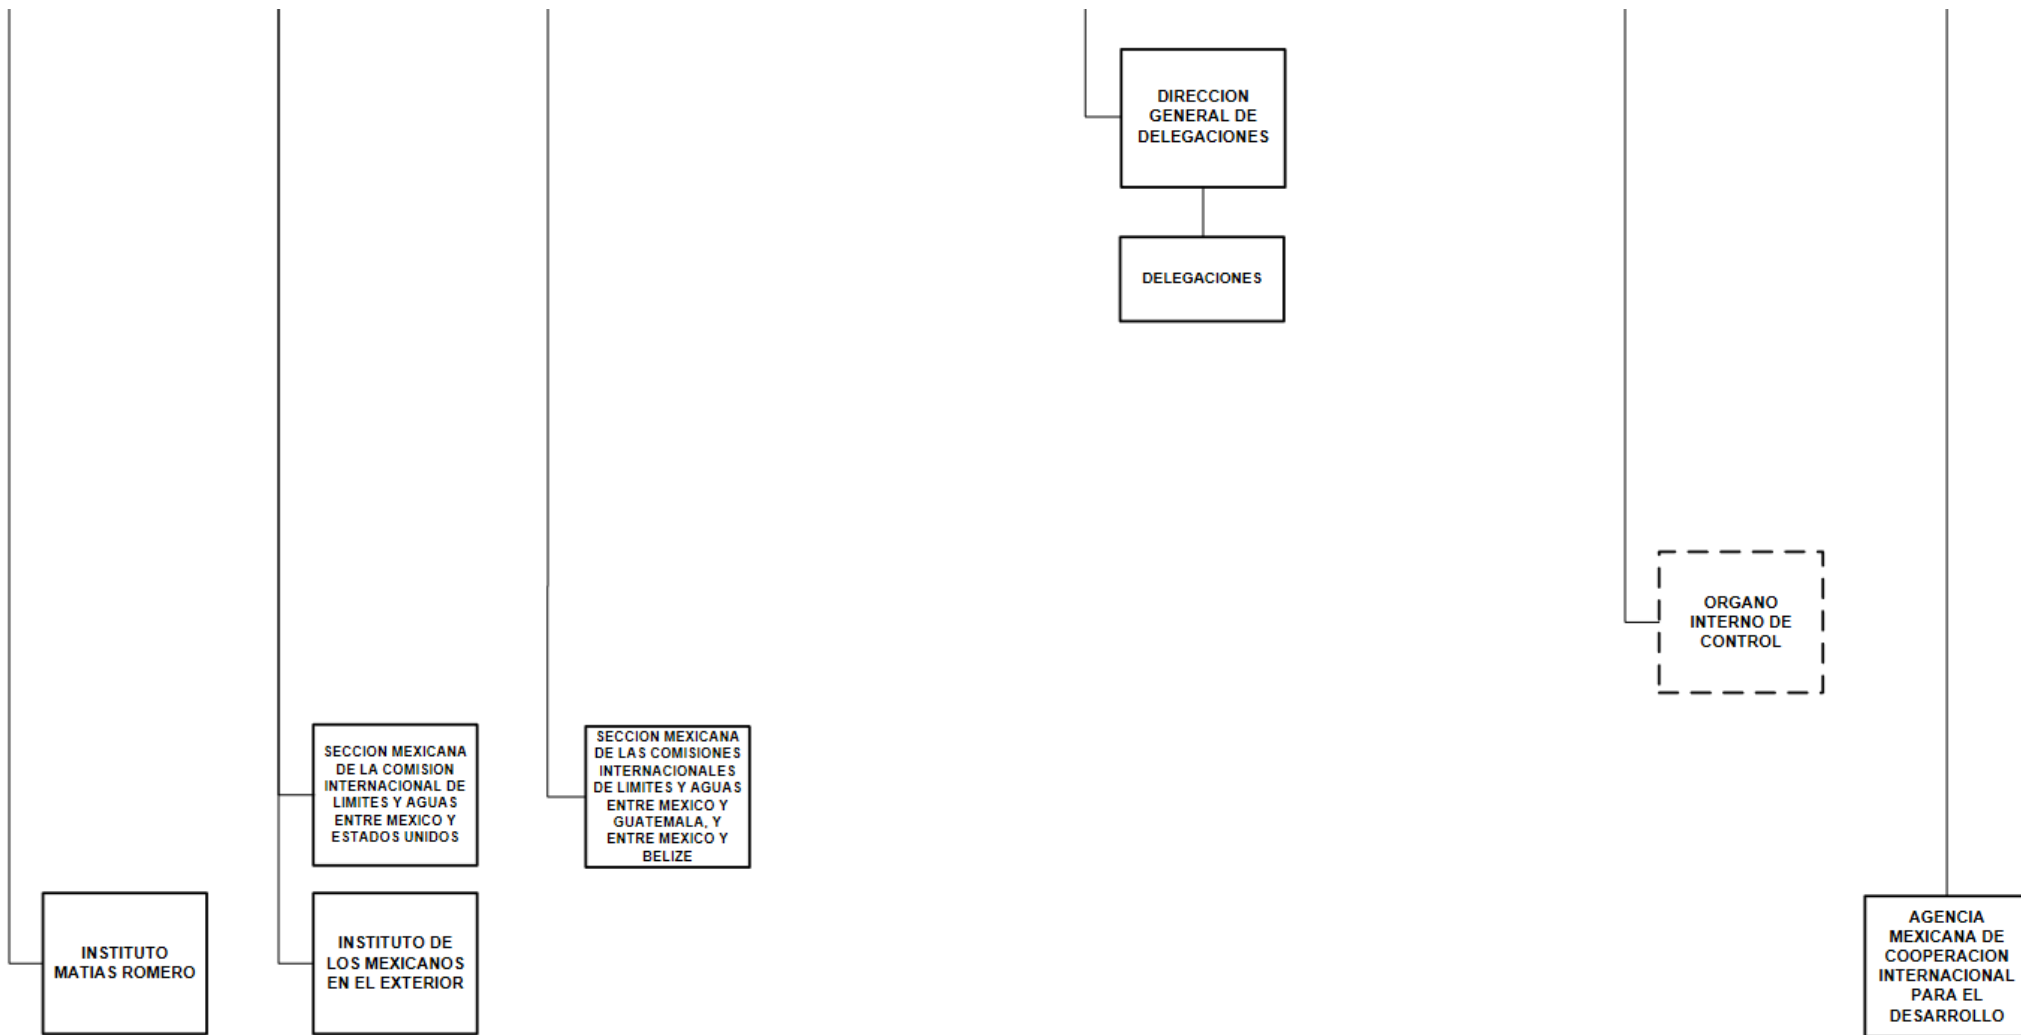 DIRECCION
GENERAL DE
DELEGACIONES
DELEGACIONES
ORGANO
INTERNO DE
CONTROL
SECCION MEXICANA
DE LA COMISION
INTERNACIONAL DE
LIMITES Y AGUAS
ENTRE MEXICO Y
ESTADOS UNIDOS
SECCION MEXICANA
DE LAS COMISIONES
INTERNACIONALES
DE LIMITES Y AGUAS
ENTRE MEXICO Y
GUATEMALA, Y
ENTRE MEXICO Y
BELIZE
INSTITUTO
MATIAS ROMERO
INSTITUTO DE
LOS MEXICANOS
EN EL EXTERIOR
AGENCIA
MEXICANA DE
COOPERACION
INTERNACIONAL
PARA EL
DESARROLLO